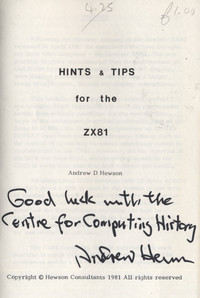 4.25
£1.00
HINTS & TIPS
for the
ZX81
Andrew D Hewson
Good luck with the
Centre for Computing History
Andrew Hewson
Copyright © Hewson Consultants 1981 All rights reserved